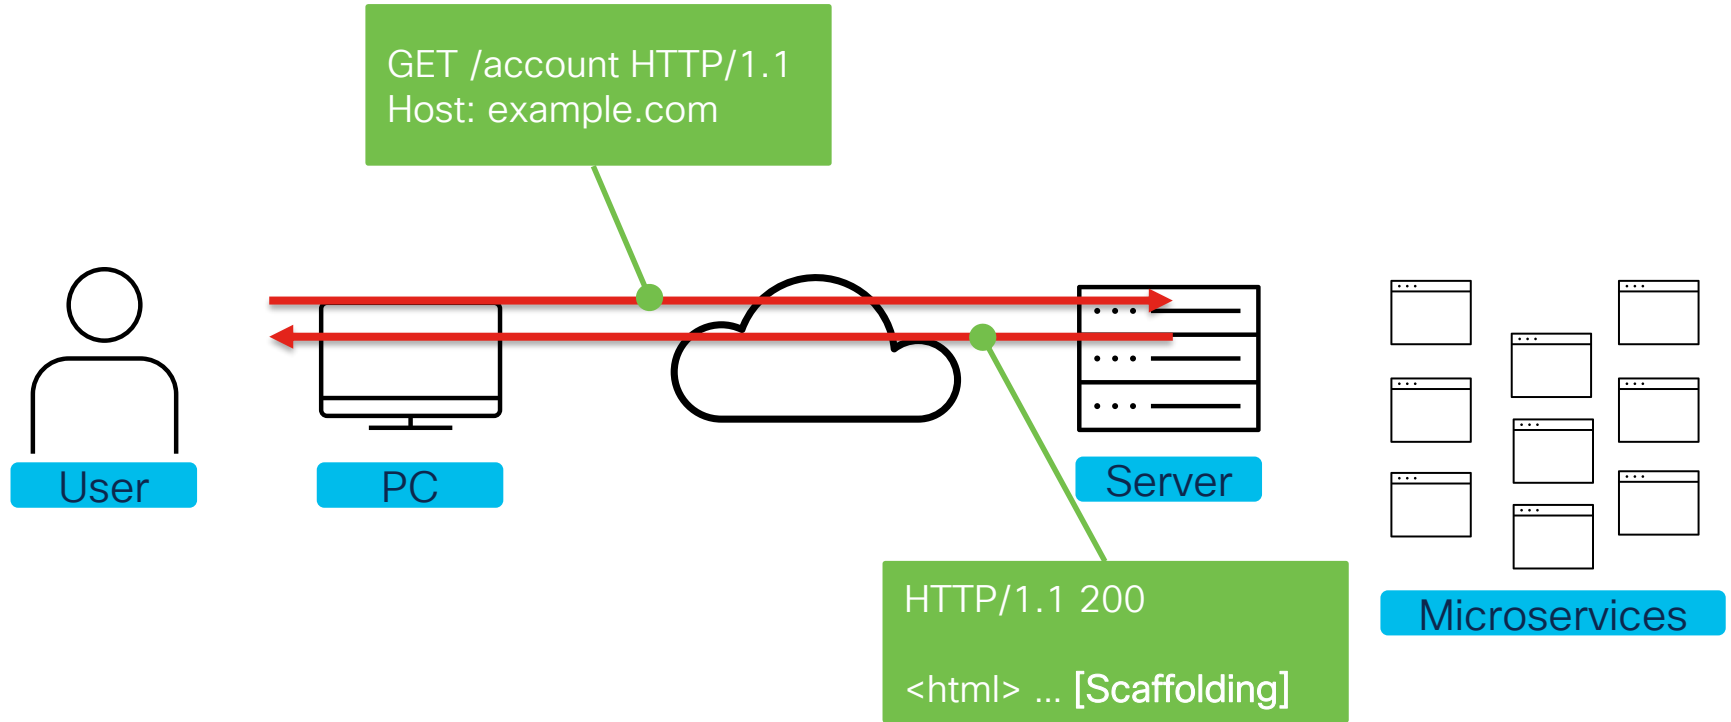 GET /account HTTP/1.1
Host: example.com
User
PC
Server
HTTP/1.1 200
<html> ... [Scaffolding]
Microservices